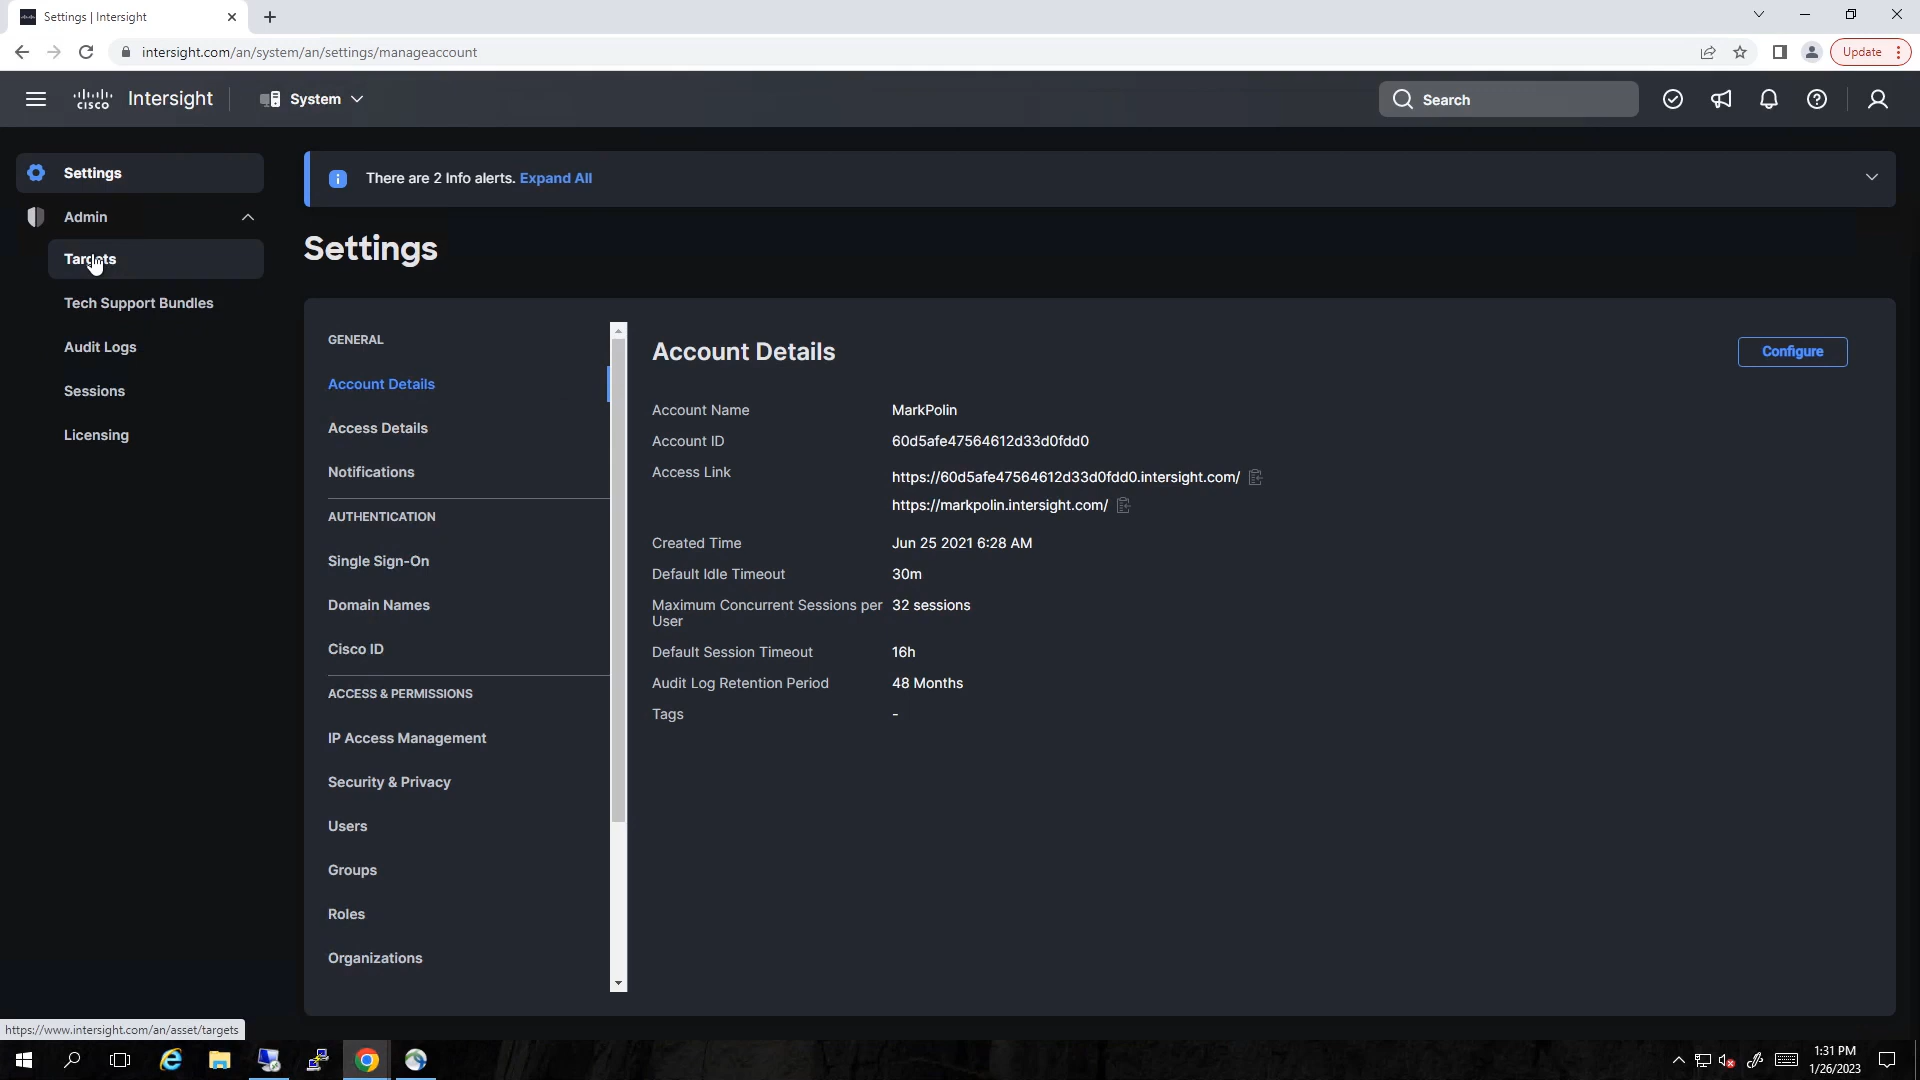 Settings | Intersight
intersight.com/an/system/an/settings/manageaccount
Update
cisco Intersight
System
Search
Settings
Admin
Targets
Tech Support Bundles
Audit Logs
Sessions
Licensing
There are 2 Info alerts. Expand All
Settings
GENERAL
Account Details
Access Details
Notifications
AUTHENTICATION
Single Sign-On
Domain Names
Cisco ID
ACCESS & PERMISSIONS
IP Access Management
Security & Privacy
Users
Groups
Roles
Organizations
Account Details
Configure
Account Name MarkPolin
Account ID 60d5afe47564612d33d0fdd0
Access Link https://60d5afe47564612d33d0fdd0.intersight.com/
https://markpolin.intersight.com/
Created Time Jun 25 2021 6:28 AM
Default Idle Timeout 30m
Maximum Concurrent Sessions per 32 sessions
User
Default Session Timeout 16h
Audit Log Retention Period 48 Months
Tags -
https://www.intersight.com/an/asset/targets
1:31 PM
1/26/2023